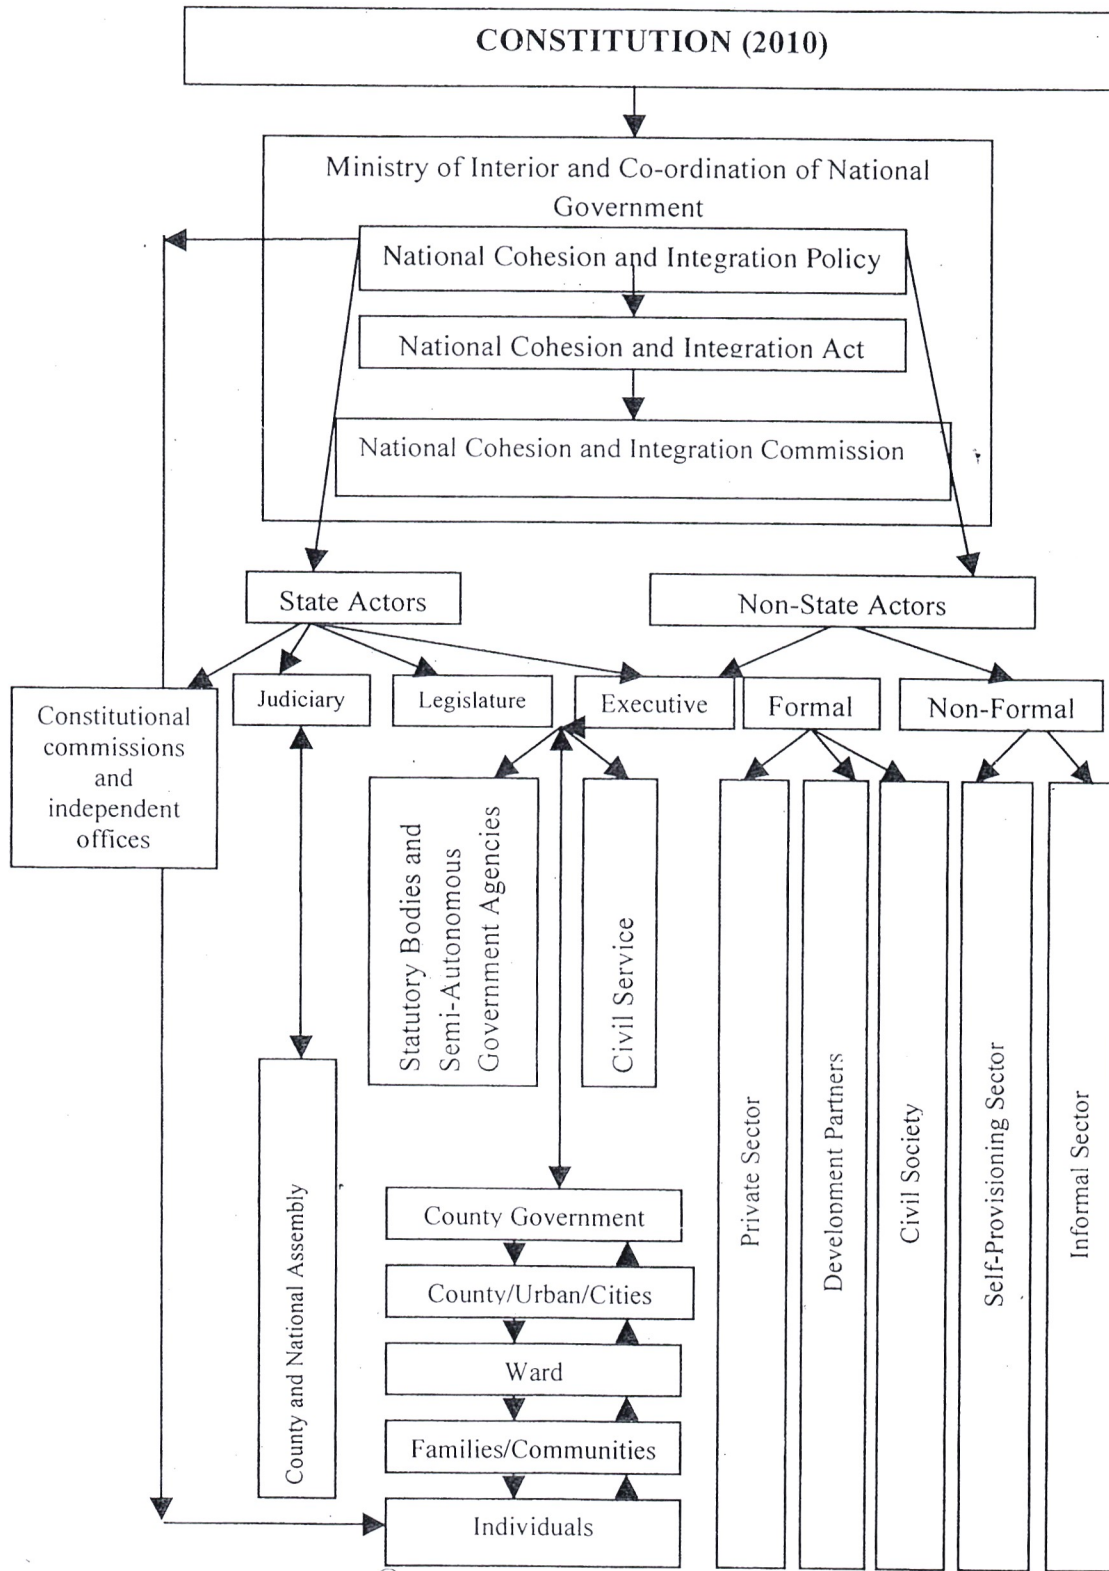 CONSTITUTION (2010)
Ministry of Interior and Co-ordination of National
Government
National Cohesion and Integration Policy
National Cohesion and Integration Act
National Cohesion and Integration Commission
State Actors
Non-State Actors
Constitutional
commissions
and
independent
offices
Judiciary
Legislature
Executive
Formal
Non-Formal
Statutory Bodies and
Semi-Autonomous
Government Agencies
Civil Service
County and National Assembly
County Government
County/Urban/Cities
Ward
Families/Communities
Individuals
Private Sector
Development Partners
Civil Society
Self-Provisioning Sector
Informal Sector